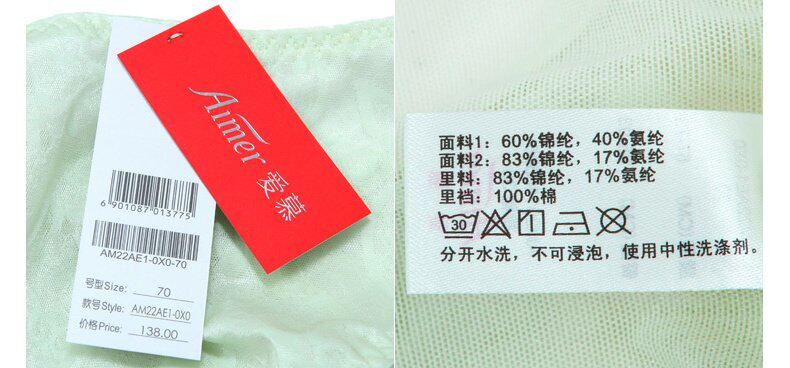 Aimer 爱慕
6 901087 013775
AM22AE1-0X0-70
号型Size: 70
款号Style: AM22AE1-0X0
价格Price: 138.00
面料1: 60%锦纶, 40%氨纶
面料2: 83%锦纶, 17%氨纶
里料: 83%锦纶, 17%氨纶
里裆: 100%棉
30 1
分开水洗, 不可浸泡, 使用中性洗涤剂.